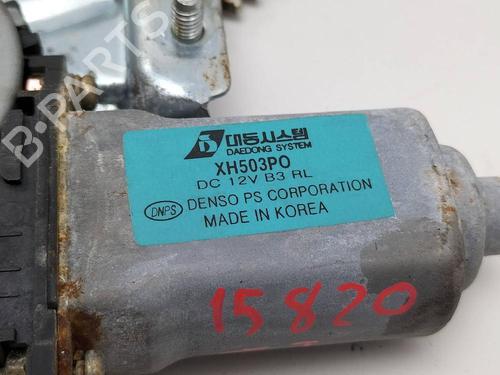 B-PARTS
대동시스템
DAEDONG SYSTEM
XH503PO
DC 12V B3 RL
DNPS DENSO PS CORPORATION
MADE IN KOREA
15820